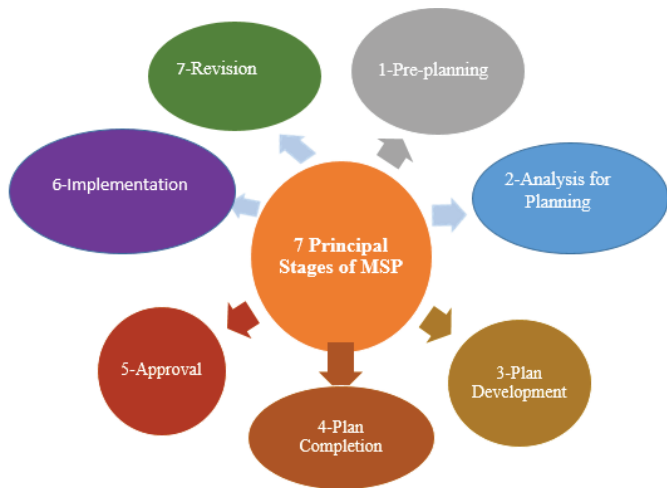 7 Principal
Stages of MSP
1-Pre-planning
2-Analysis for
Planning
3-Plan
Development
4-Plan
Completion
5-Approval
6-Implementation
7-Revision